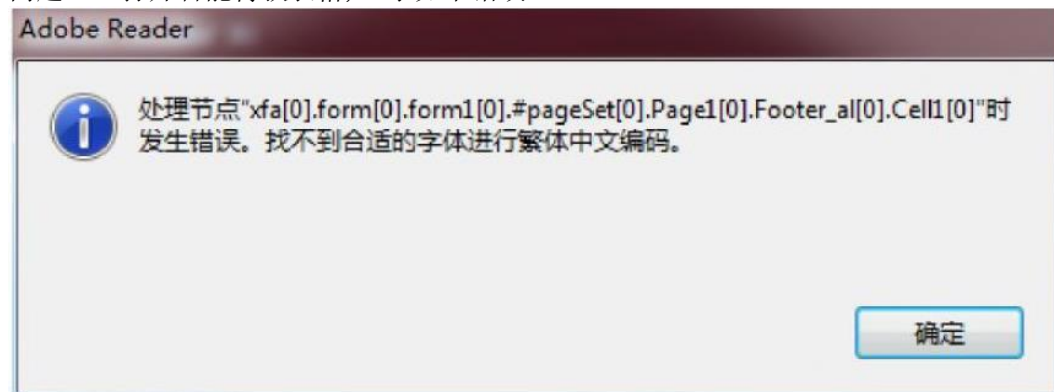 Adobe Reader
处理节点"xfa[0].form[0].form1[0].#pageSet[0].Page1[0].Footer_al[0].Cell1[0]"时
发生错误。找不到合适的字体进行繁体中文编码。
确定